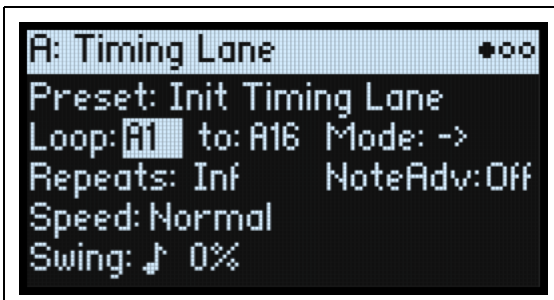 A: Timing Lane
Preset: Init Timing Lane
Loop: A1 to: A16 Mode: ->
Repeats: Inf NoteAdv: Off
Speed: Normal
Swing: ♪ 0%